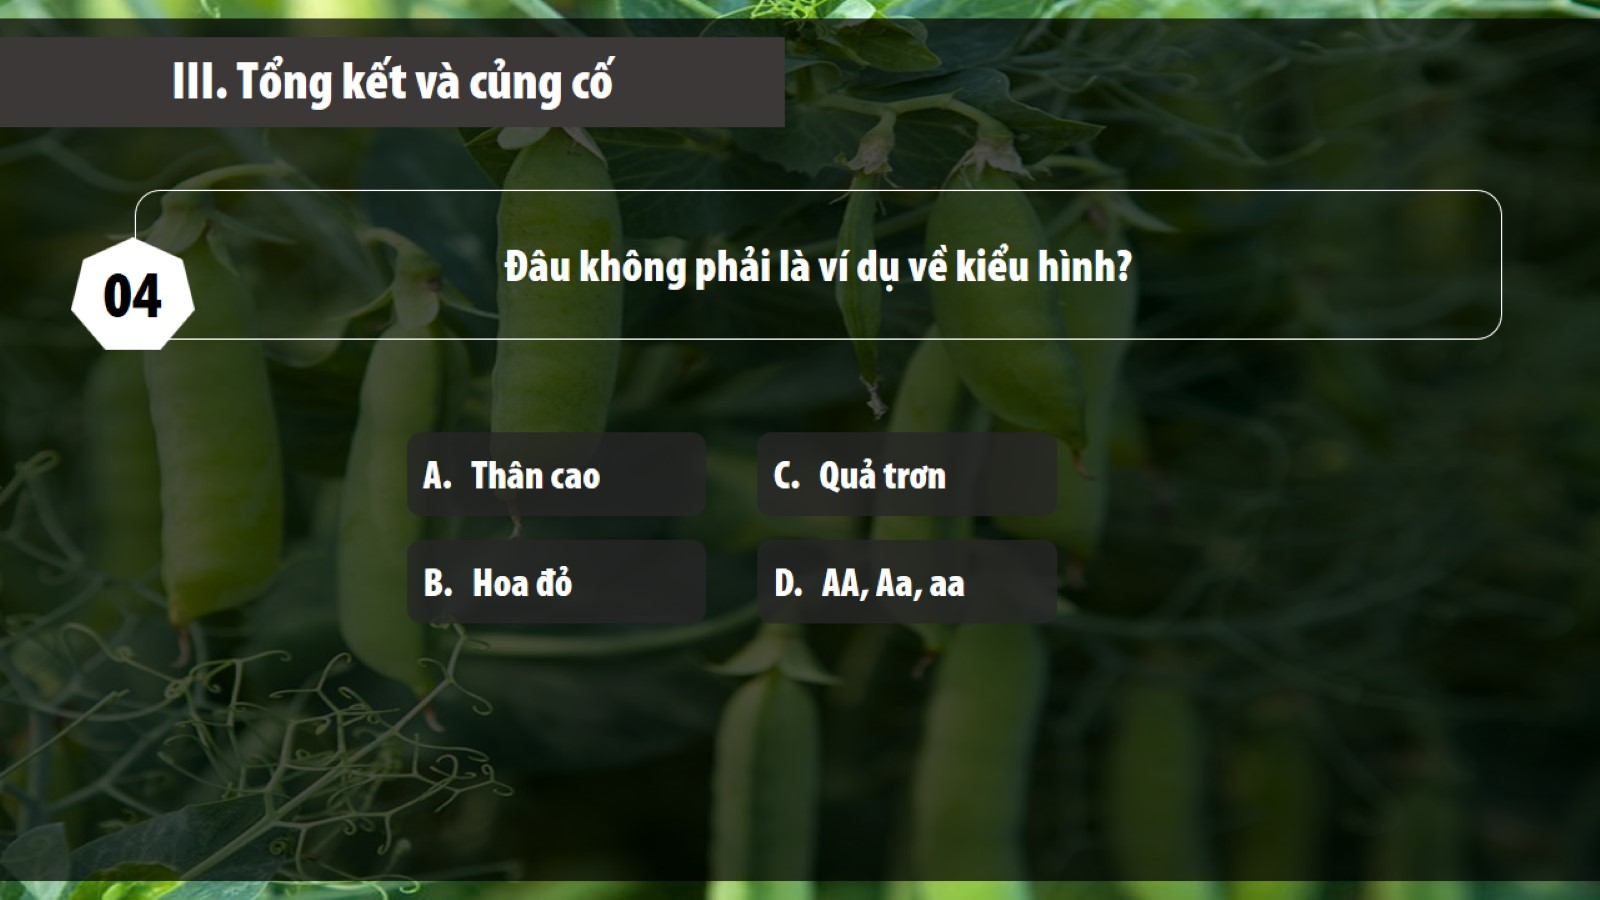 III. Tổng kết và củng cố
04
Đâu không phải là ví dụ về kiểu hình?
A. Thân cao
B. Hoa đỏ
C. Quả trơn
D. AA, Aa, aa